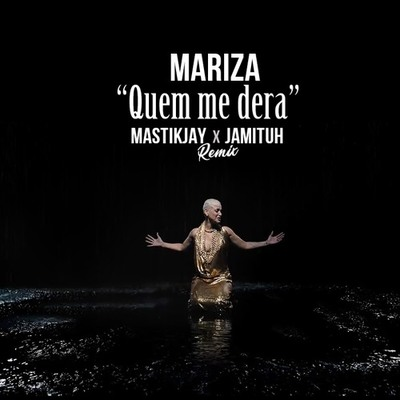 MARIZA
“Quem me dera”
MASTIKJAY X JAMITUH
Remix